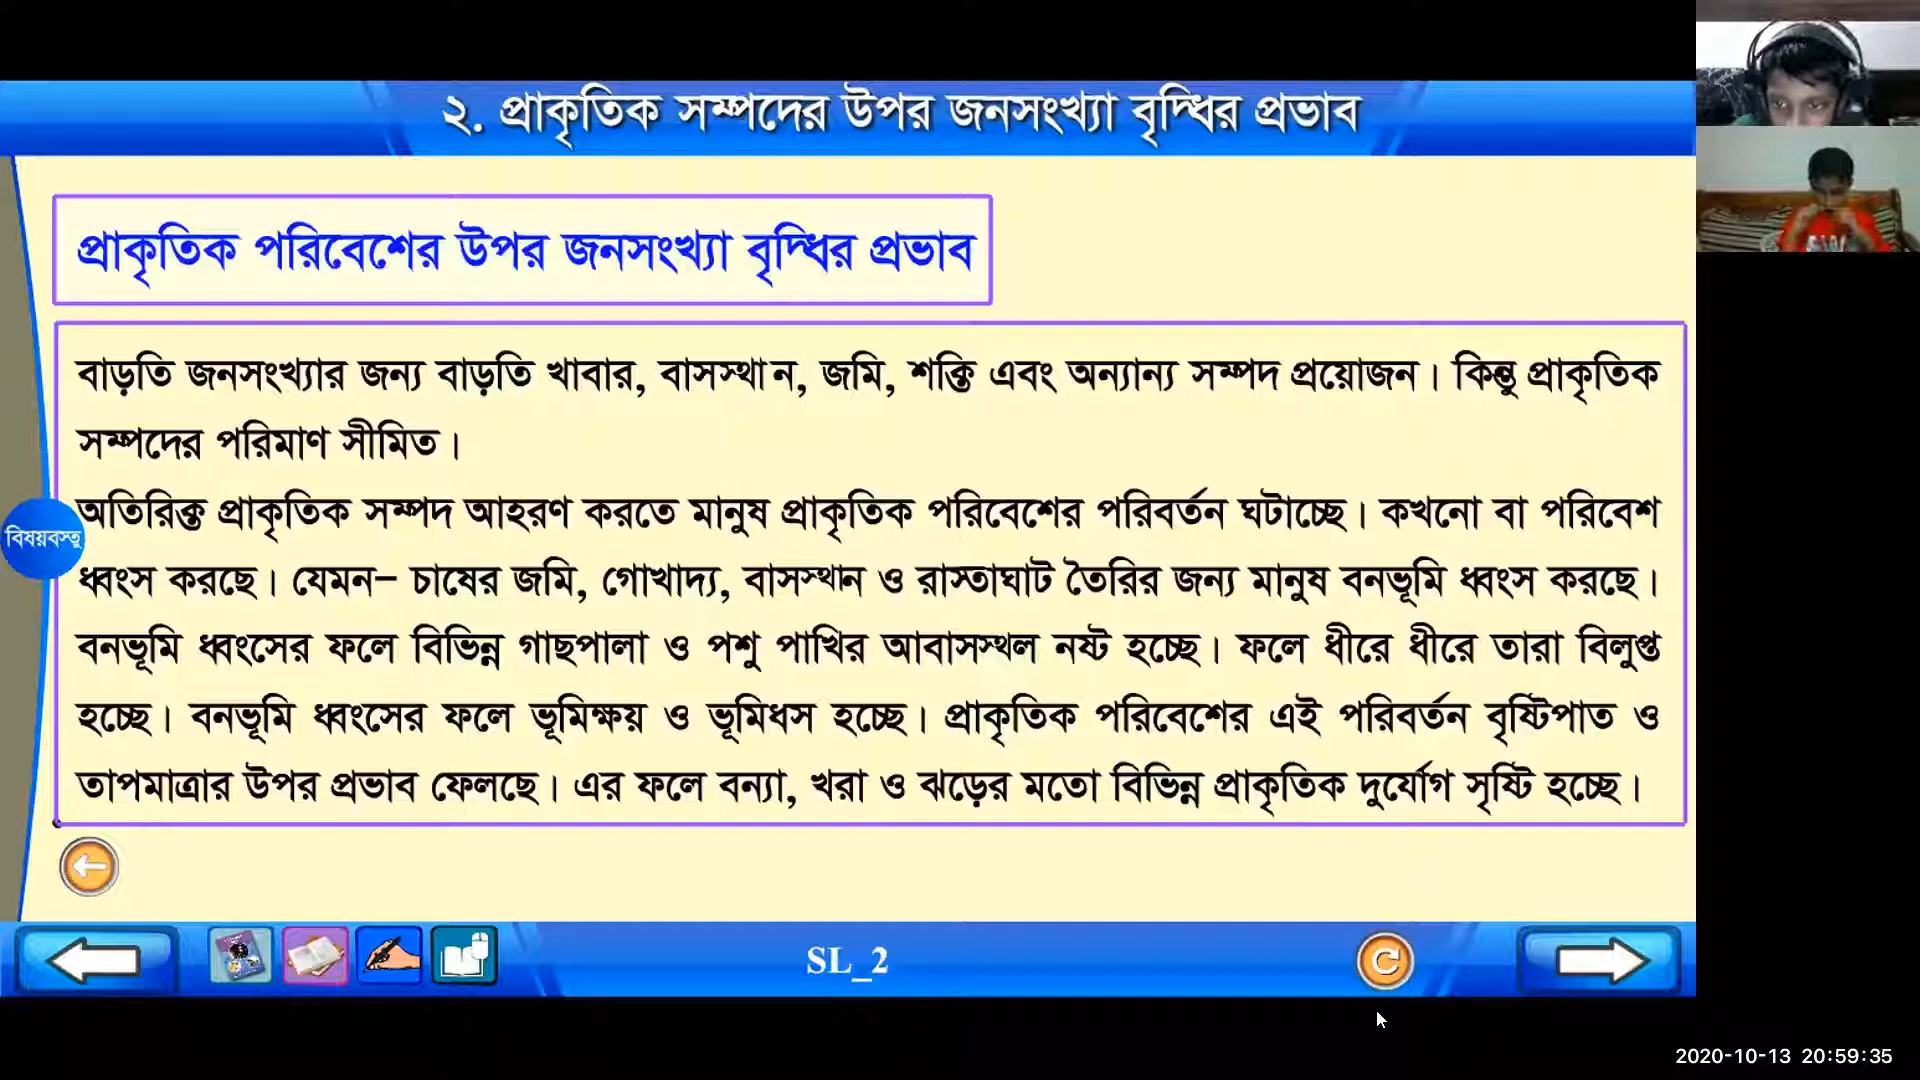 ২. প্রাকৃতিক সম্পদের উপর জনসংখ্যা বৃদ্ধির প্রভাব
প্রাকৃতিক পরিবেশের উপর জনসংখ্যা বৃদ্ধির প্রভাব
বাড়তি জনসংখ্যার জন্য বাড়তি খাবার, বাসস্থান, জমি, শক্তি এবং অন্যান্য সম্পদ প্রয়োজন। কিন্তু প্রাকৃতিক
সম্পদের পরিমাণ সীমিত।
অতিরিক্ত প্রাকৃতিক সম্পদ আহরণ করতে মানুষ প্রাকৃতিক পরিবেশের পরিবর্তন ঘটাচ্ছে। কখনো বা পরিবেশ
বিষয়বস্তু
ধ্বংস করছে। যেমন– চাষের জমি, গোখাদ্য, বাসস্থান ও রাস্তাঘাট তৈরির জন্য মানুষ বনভূমি ধ্বংস করছে।
বনভূমি ধ্বংসের ফলে বিভিন্ন গাছপালা ও পশু পাখির আবাসস্থল নষ্ট হচ্ছে। ফলে ধীরে ধীরে তারা বিলুপ্ত
হচ্ছে। বনভূমি ধ্বংসের ফলে ভূমিক্ষয় ও ভূমিধস হচ্ছে। প্রাকৃতিক পরিবেশের এই পরিবর্তন বৃষ্টিপাত ও
তাপমাত্রার উপর প্রভাব ফেলছে। এর ফলে বন্যা, খরা ও ঝড়ের মতো বিভিন্ন প্রাকৃতিক দুর্যোগ সৃষ্টি হচ্ছে।
SL_2
2020-10-13 20:59:35